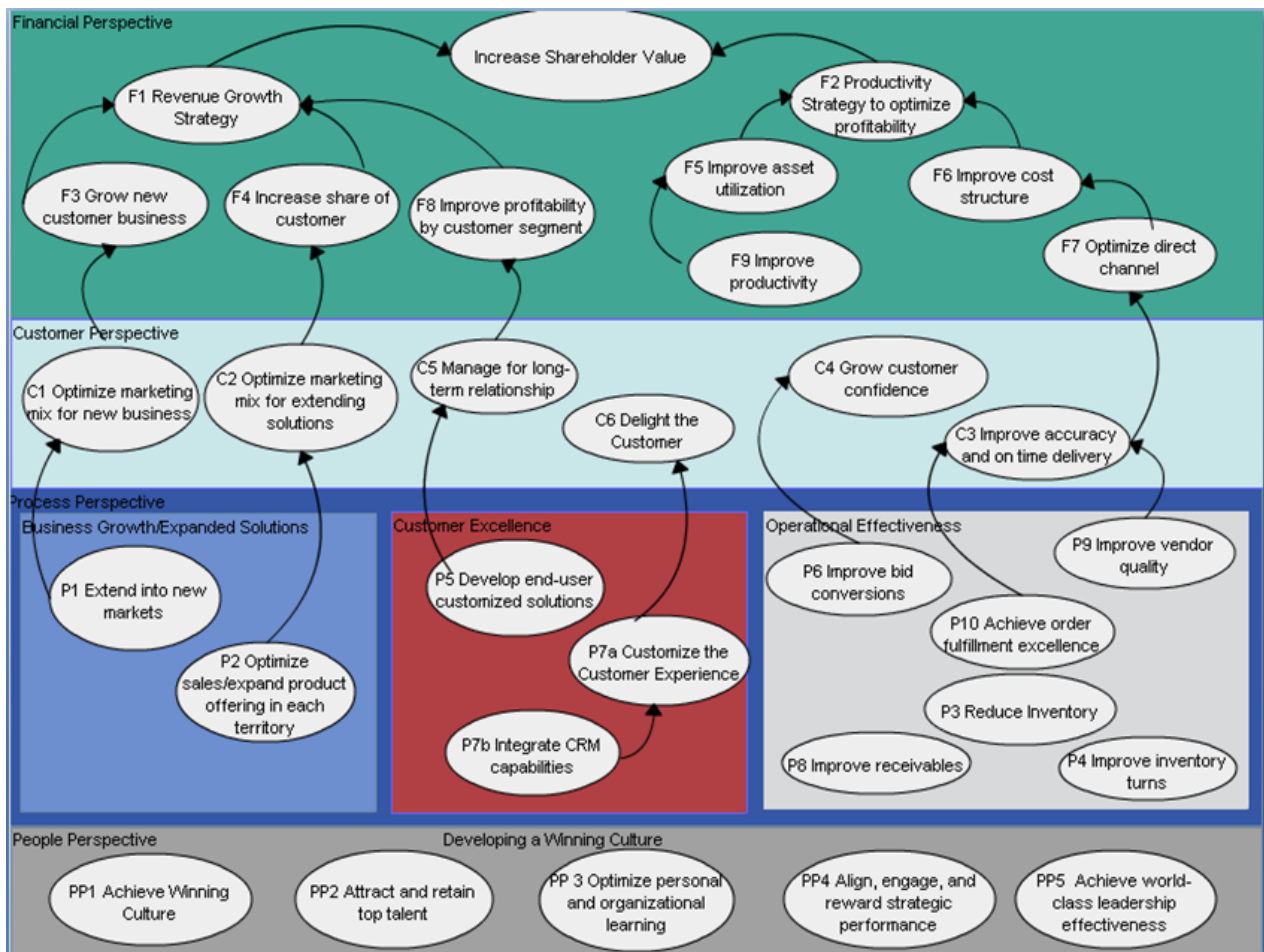 Financial Perspective
Increase Shareholder Value
F1 Revenue Growth
Strategy
F2 Productivity
Strategy to optimize
profitability
F3 Grow new
customer business
F4 Increase share of
customer
F8 Improve profitability
by customer segment
F5 Improve asset
utilization
F6 Improve cost
structure
F9 Improve
productivity
F7 Optimize direct
channel
Customer Perspective
C1 Optimize marketing
mix for new business
C2 Optimize marketing
mix for extending
solutions
C5 Manage for long-
term relationship
C6 Delight the
Customer
C4 Grow customer
confidence
C3 Improve accuracy
and on time delivery
Process Perspective
Business Growth/Expanded Solutions
P1 Extend into new
markets
P2 Optimize
sales/expand product
offering in each
territory
Customer Excellence
P5 Develop end-user
customized solutions
P7a Customize the
Customer Experience
P7b Integrate CRM
capabilities
Operational Effectiveness
P9 Improve vendor
quality
P6 Improve bid
conversions
P10 Achieve order
fulfillment excellence
P3 Reduce Inventory
P8 Improve receivables
P4 Improve inventory
turns
People Perspective
Developing a Winning Culture
PP1 Achieve Winning
Culture
PP2 Attract and retain
top talent
PP 3 Optimize personal
and organizational
learning
PP4 Align, engage, and
reward strategic
performance
PP5 Achieve world-
class leadership
effectiveness